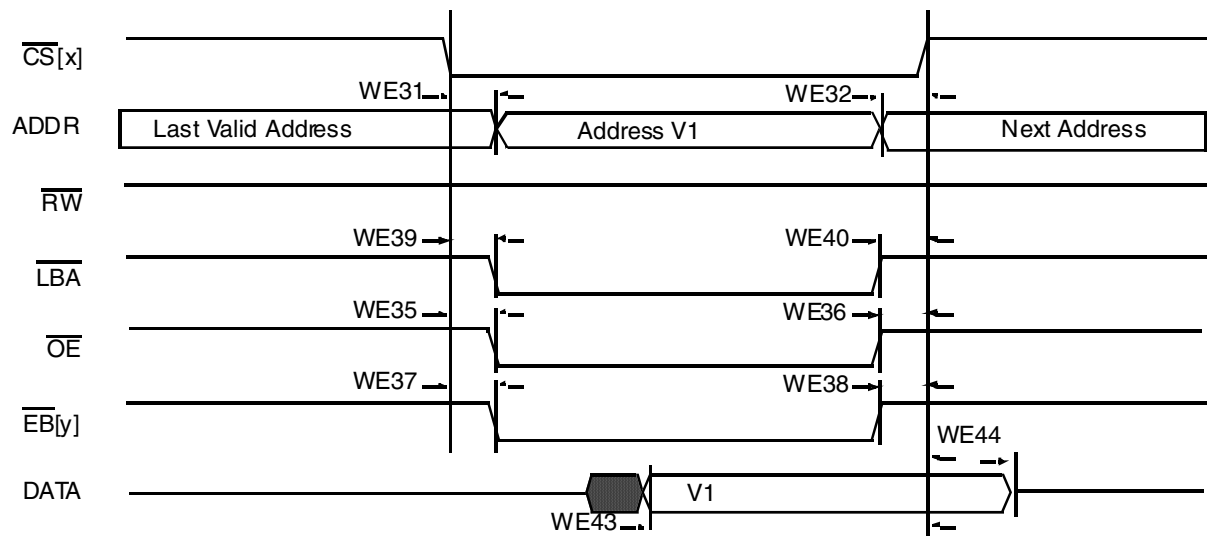 CS[x]
WE31
WE32
ADDR
Last Valid Address
Address V1
Next Address
RW
WE39
WE40
LBA
WE35
WE36
OE
WE37
WE38
EB[y]
WE44
DATA
V1
WE43